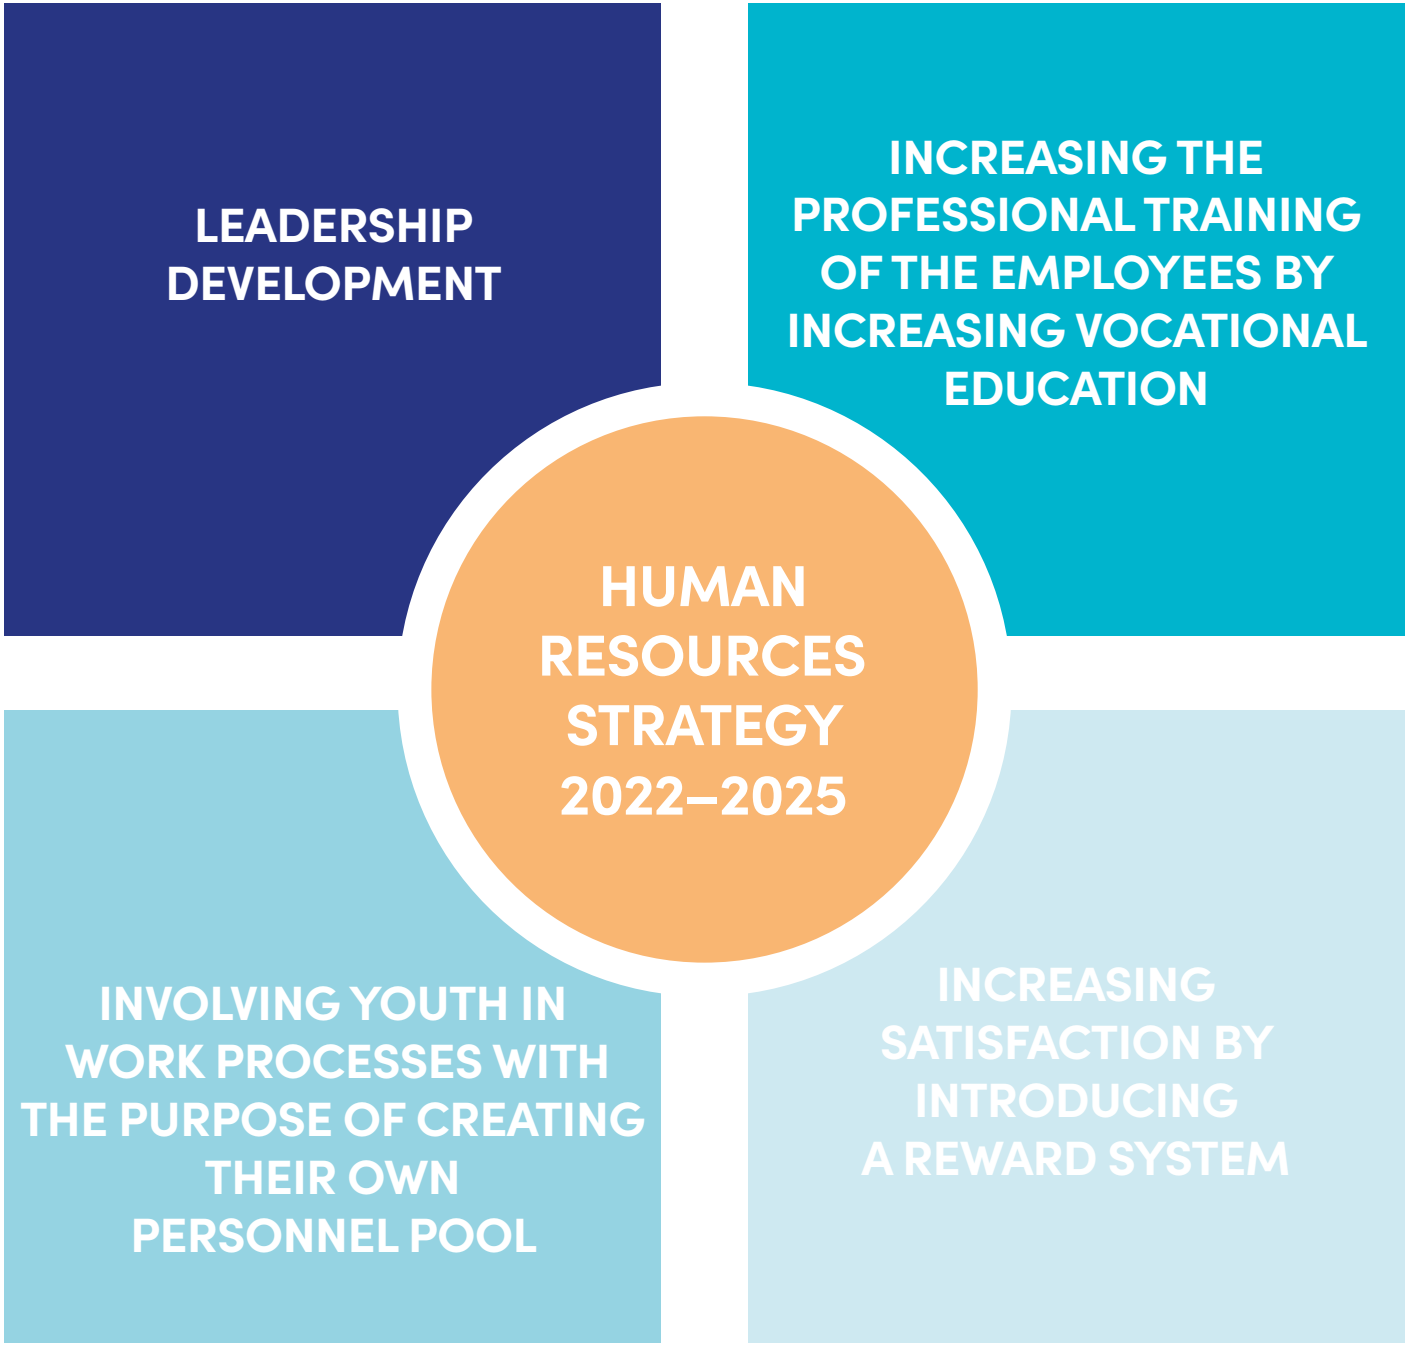 LEADERSHIP
DEVELOPMENT
INCREASING THE
PROFESSIONAL TRAINING
OF THE EMPLOYEES BY
INCREASING VOCATIONAL
EDUCATION
HUMAN
RESOURCES
STRATEGY
2022–2025
INVOLVING YOUTH IN
WORK PROCESSES WITH
THE PURPOSE OF CREATING
THEIR OWN
PERSONNEL POOL
INCREASING
SATISFACTION BY
INTRODUCING
A REWARD SYSTEM